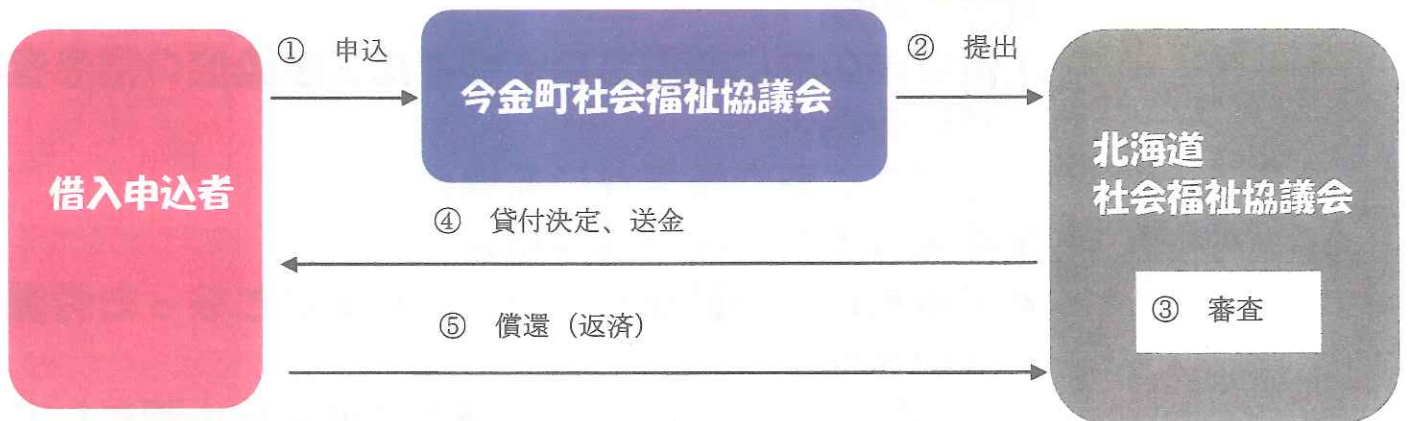 ① 申込
② 提出
今金町社会福祉協議会
借入申込者
北海道
社会福祉協議会
④ 貸付決定、送金
③ 審査
⑤ 償還（返済）